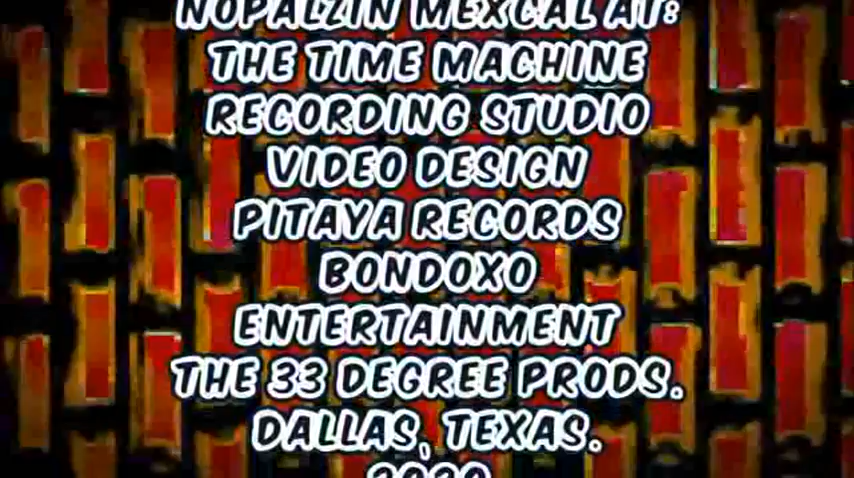 NOPALZIN MEXCAL AT:
THE TIME MACHINE
RECORDING STUDIO
VIDEO DESIGN
PITAYA RECORDS
BONDOXO
ENTERTAINMENT
THE 33 DEGREE PRODS.
DALLAS, TEXAS.